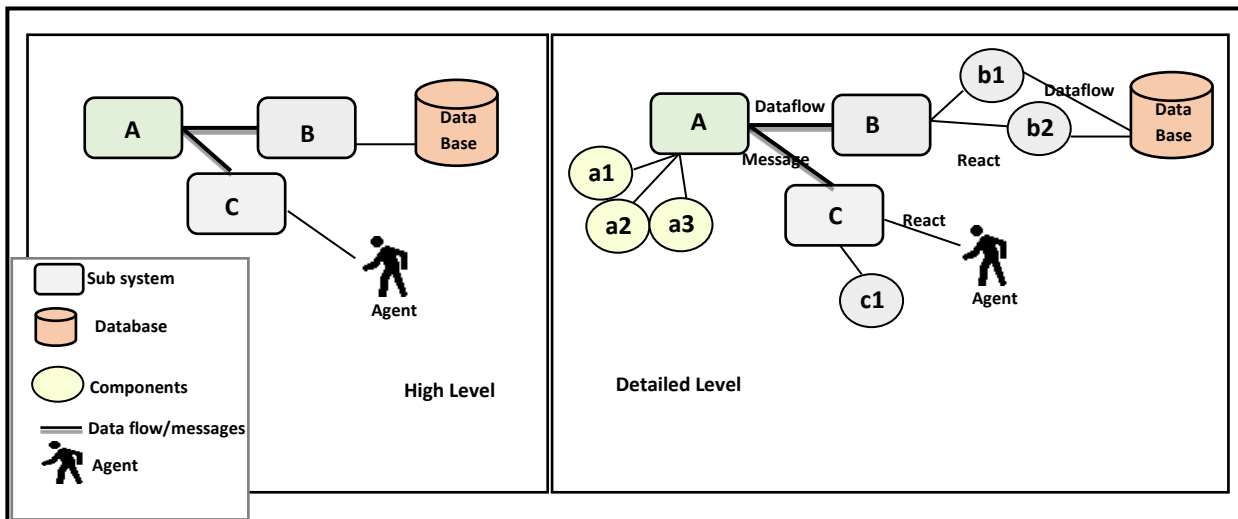 A
B
Data
Base
C
Agent
High Level
Sub system
Database
Components
Data flow/messages
Agent
b1
Dataflow
Dataflow
A
B
b2
Data
Base
Message
React
a1
a2
a3
C
React
c1
Agent
Detailed Level